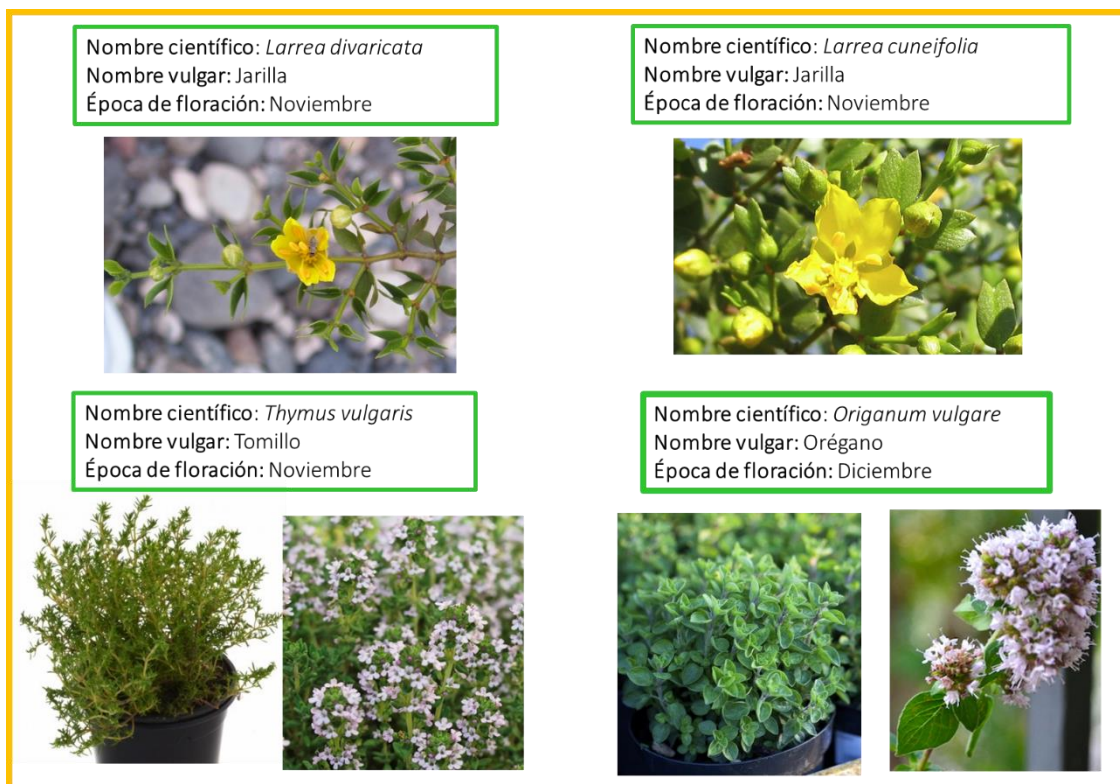 Nombre científico: Larrea divaricata
Nombre vulgar: Jarilla
Época de floración: Noviembre
Nombre científico: Larrea cuneifolia
Nombre vulgar: Jarilla
Época de floración: Noviembre
Nombre científico: Thymus vulgaris
Nombre vulgar: Tomillo
Época de floración: Noviembre
Nombre científico: Origanum vulgare
Nombre vulgar: Orégano
Época de floración: Diciembre